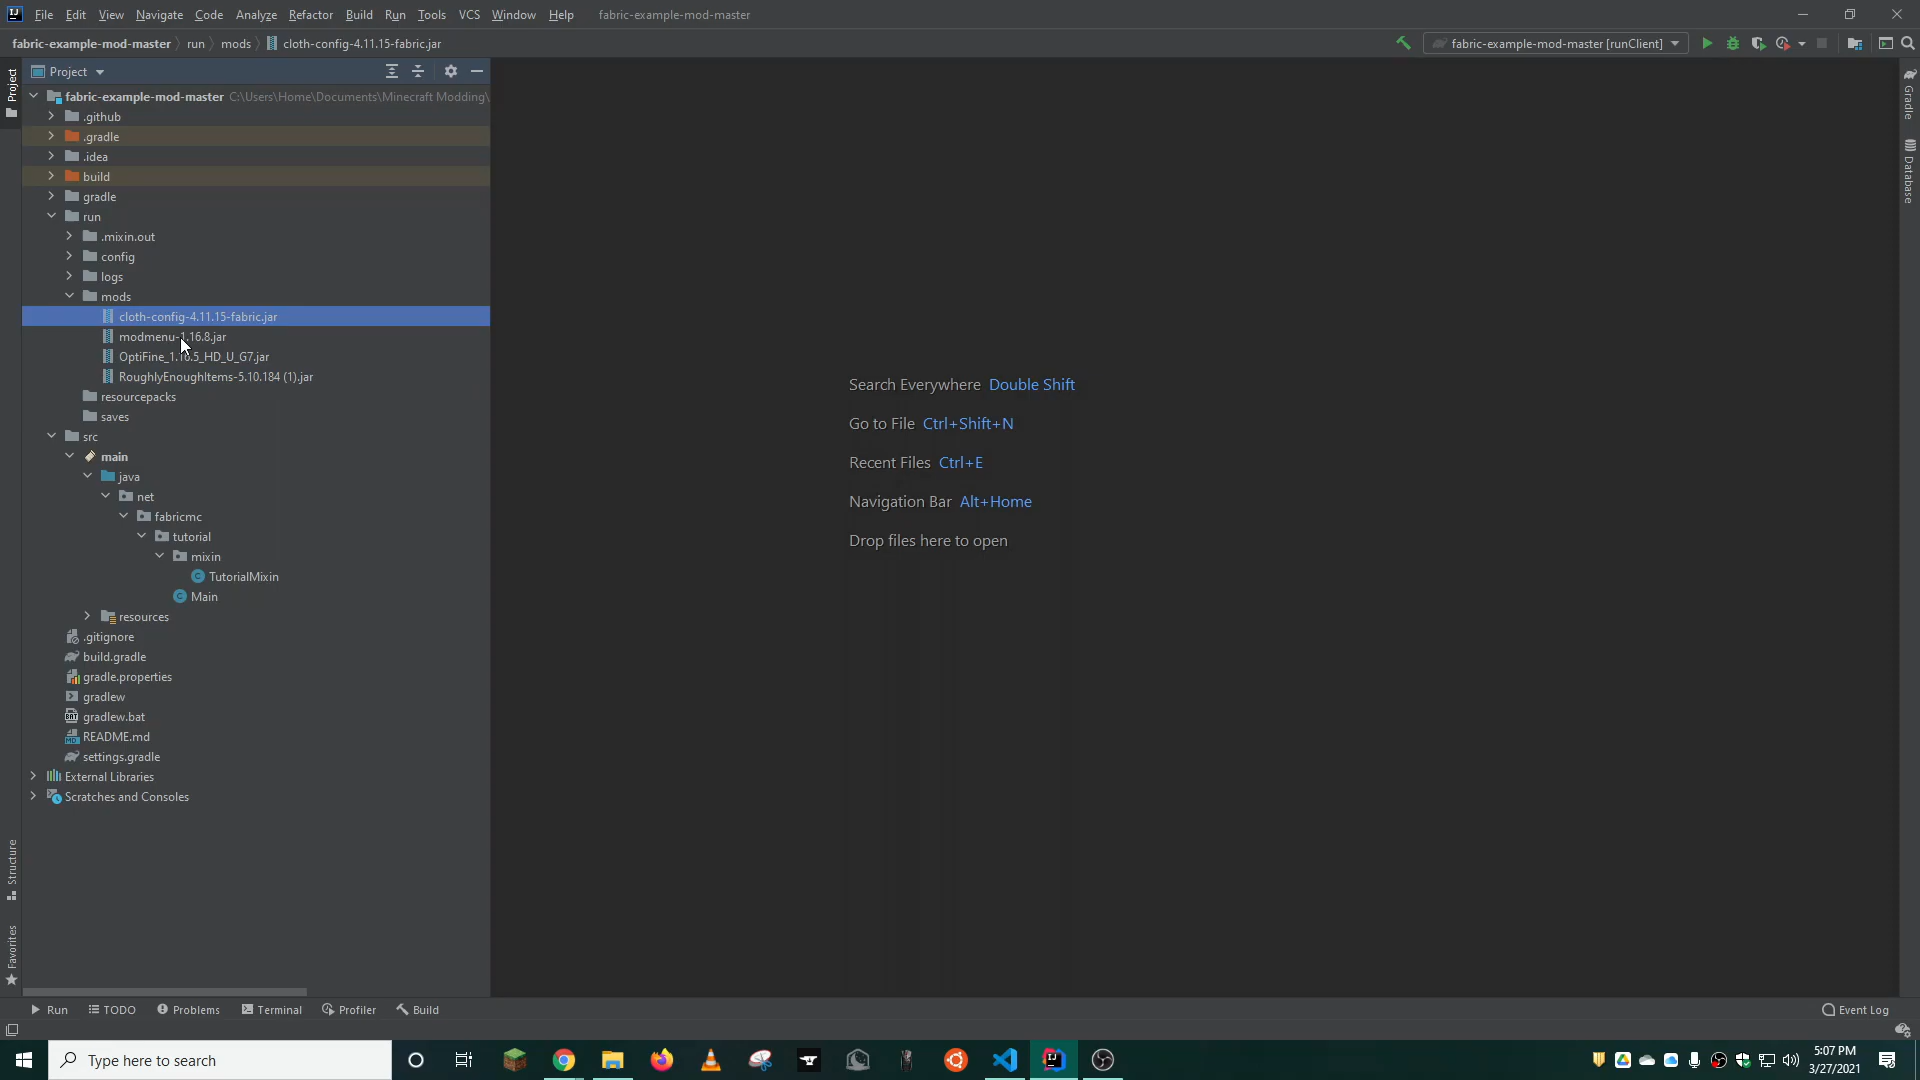 File Edit View Navigate Code Analyze Refactor Build Run Tools VCS Window Help fabric-example-mod-master
fabric-example-mod-master run mods cloth-config-4.11.15-fabric.jar
fabric-example-mod-master [runClient]
Project
Project
fabric-example-mod-master C:\Users\Home\Documents\Minecraft Modding\
.github
.gradle
.idea
build
gradle
run
.mixin.out
config
logs
mods
cloth-config-4.11.15-fabric.jar
modmenu-1.16.8.jar
OptiFine_1.16.5_HD_U_G7.jar
RoughlyEnoughItems-5.10.184 (1).jar
resourcepacks
saves
src
main
java
net
fabricmc
tutorial
mixin
TutorialMixin
Main
resources
.gitignore
build.gradle
gradle.properties
gradlew
gradlew.bat
README.md
settings.gradle
External Libraries
Scratches and Consoles
Search Everywhere Double Shift
Go to File Ctrl+Shift+N
Recent Files Ctrl+E
Navigation Bar Alt+Home
Drop files here to open
Gradle
Database
Structure
Favorites
Run TODO Problems Terminal Profiler Build
Event Log
Type here to search
5:07 PM
3/27/2021